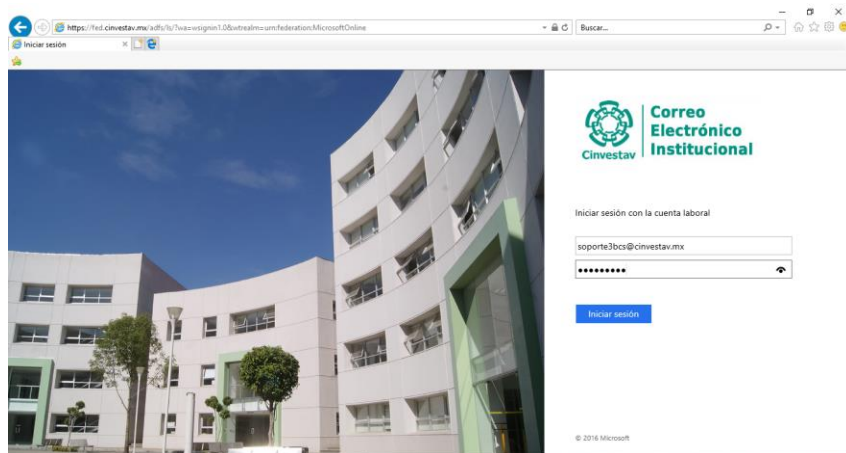 https://fed.cinvestav.mx/adfs/ls/?wa=wsignin1.0&wtrealm=urn:federation:MicrosoftOnline
Buscar...
Iniciar sesión
Correo
Electrónico
Institucional
Cinvestav
Iniciar sesión con la cuenta laboral
soporte3bcs@cinvestav.mx
Iniciar sesión
© 2016 Microsoft